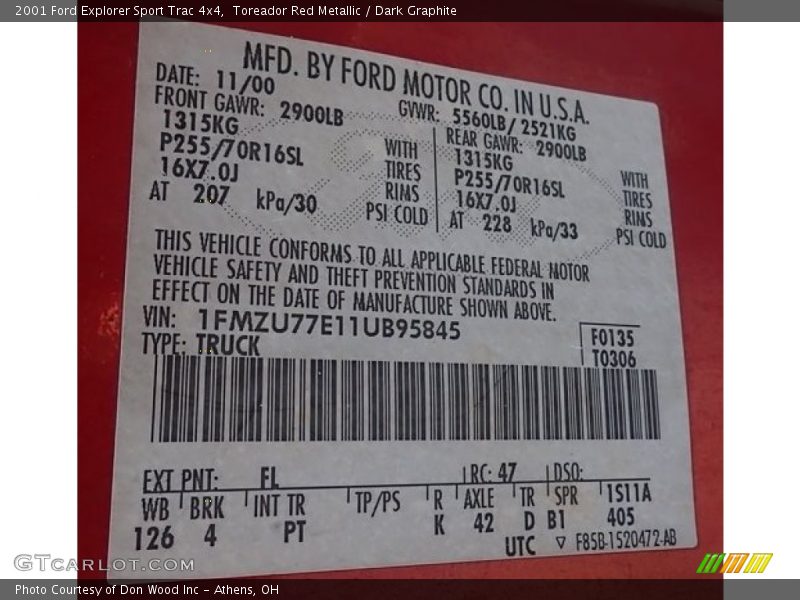 2001 Ford Explorer Sport Trac 4x4,  Toreador Red Metallic / Dark Graphite
MFD. BY FORD MOTOR CO. IN U.S.A.
DATE: 11/00
GVWR: 5560LB/ 2521KG
FRONT GAWR: 2900LB
1315KG WITH
P255/70R16SL TIRES
16X7.0J RIMS
AT 207 kPa/30 PSI COLD
REAR GAWR: 2900LB
1315KG WITH
P255/70R16SL TIRES
16X7.0J RIMS
AT 228 kPa/33 PSI COLD
THIS VEHICLE CONFORMS TO ALL APPLICABLE FEDERAL MOTOR
VEHICLE SAFETY AND THEFT PREVENTION STANDARDS IN
EFFECT ON THE DATE OF MANUFACTURE SHOWN ABOVE.
VIN: 1FMZU77E11UB95845
TYPE: TRUCK
F0135
T0306
EXT PNT: FL RC: 47 DSO:
WB BRK INT TR TP/PS R AXLE TR SPR 1S11A
126 4 PT K 42 D B1 405
UTC ▽ F85B-1520472-AB
GTCarLot.com
Photo Courtesy of Don Wood Inc - Athens, OH